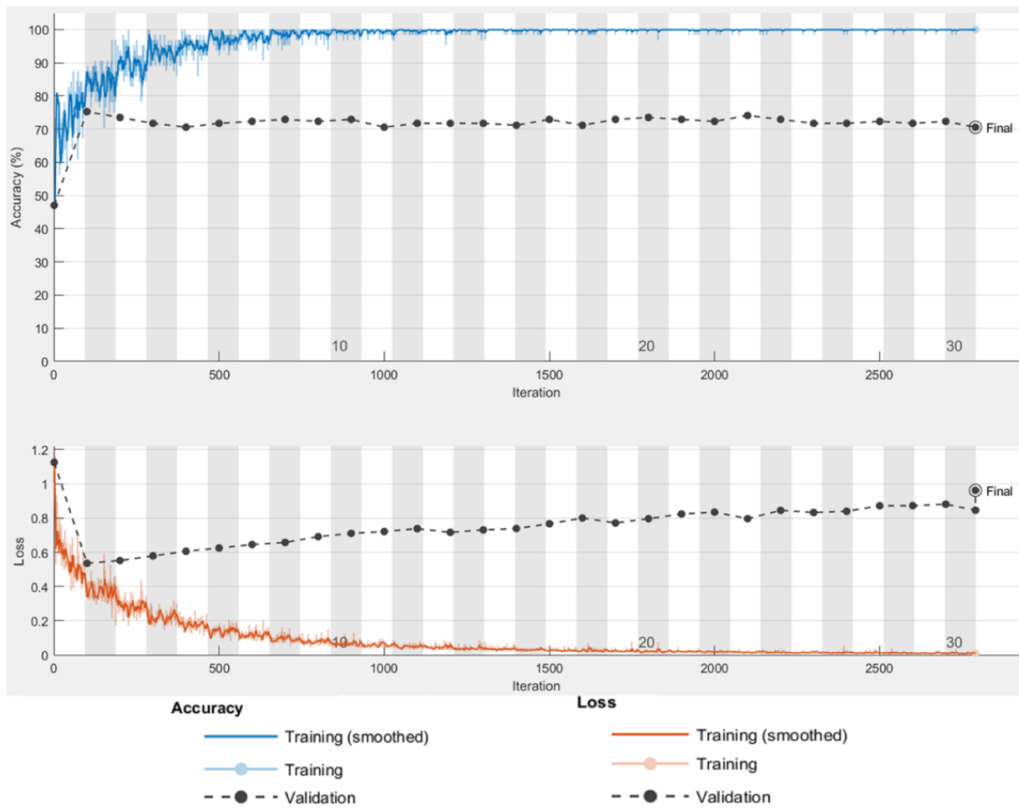 100
90
80
70
60
50
40
30
20
10
0
Accuracy (%)
Final
10
20
30
0
500
1000
1500
2000
2500
Iteration
1.2
1
0.8
0.6
0.4
0.2
0
Loss
Final
10
20
30
0
500
1000
1500
2000
2500
Iteration
Accuracy
Training (smoothed)
Training
Validation
Loss
Training (smoothed)
Training
Validation